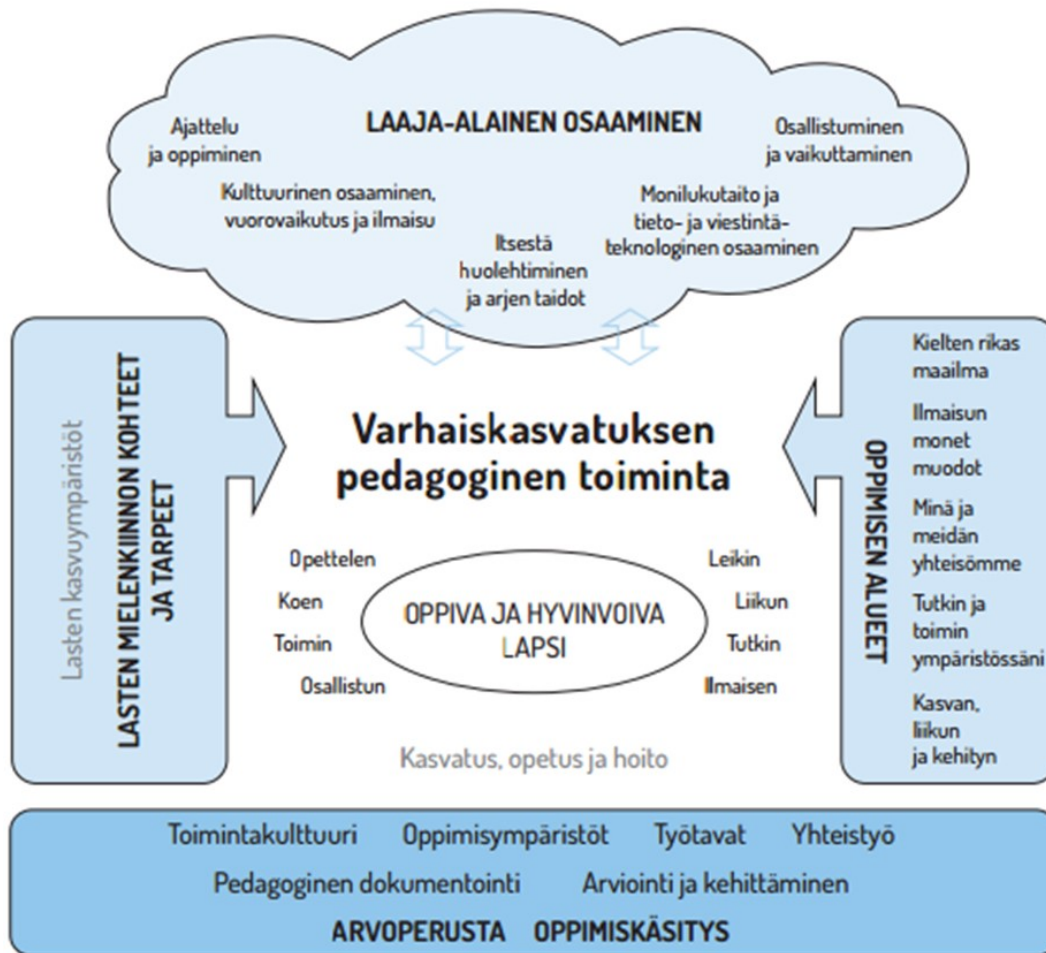 LAAJA-ALAINEN OSAAMINEN
Ajattelu
ja oppiminen
Kulttuurinen osaaminen,
vuorovaikutus ja ilmaisu
Itsestä
huolehtiminen
ja arjen taidot
Monilukutaito ja
tieto- ja viestintä-
teknologinen osaaminen
Osallistuminen
ja vaikuttaminen
Lasten kasvuympäristöt
LASTEN MIELENKIINNON KOHTEET
JA TARPEET
Varhaiskasvatuksen
pedagoginen toiminta
Opettelen
Koen
Toimin
Osallistun
OPPIVA JA HYVINVOIVA
LAPSI
Leikin
Liikun
Tutkin
Ilmaisen
Kasvatus, opetus ja hoito
OPPIMISEN ALUEET
Kielten rikas
maailma
Ilmaisun
monet
muodot
Minä ja
meidän
yhteisömme
Tutkin ja
toimin
ympäristössäni
Kasvan,
liikun
ja kehityn
Toimintakulttuuri Oppimisympäristöt Työtavat Yhteistyö
Pedagoginen dokumentointi Arviointi ja kehittäminen
ARVOPERUSTA OPPIMISKÄSITYS